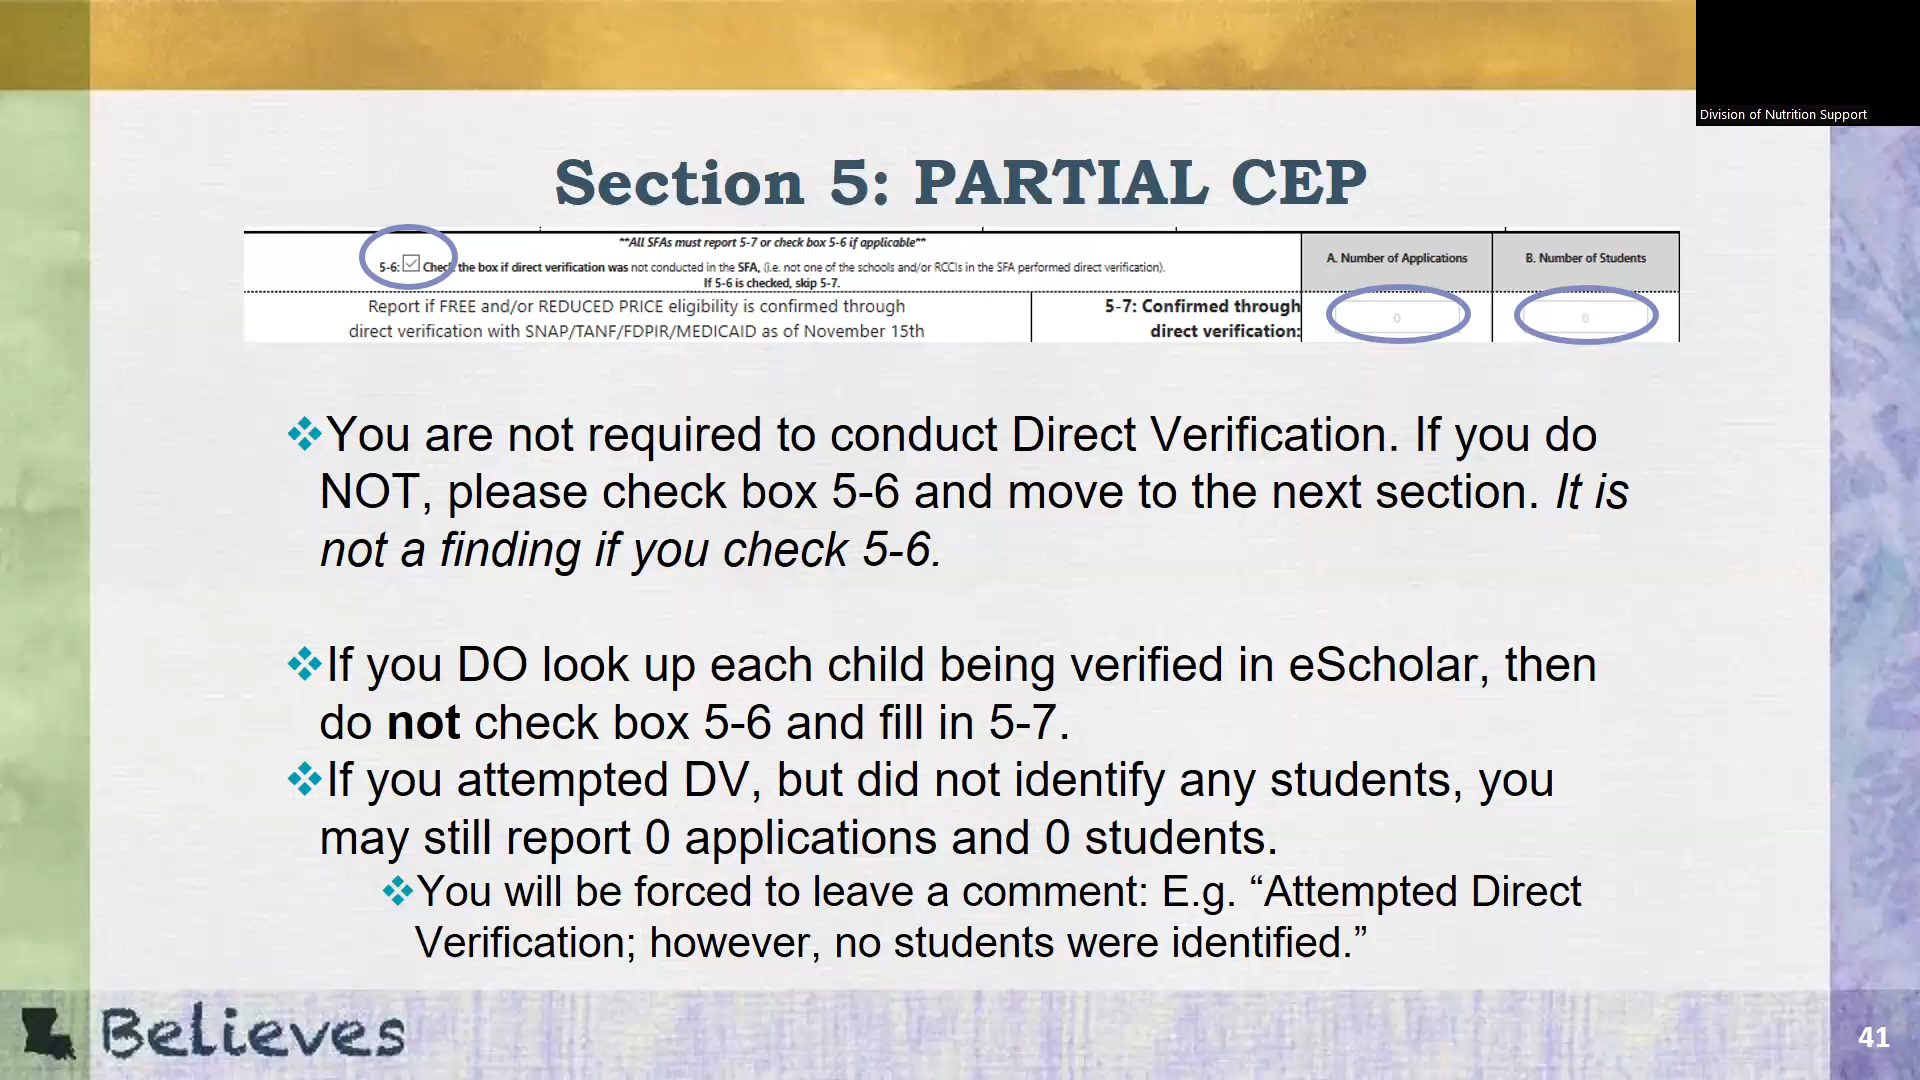 Division of Nutrition Support
Section 5: PARTIAL CEP
**All SFAs must report 5-7 or check box 5-6 if applicable**
5-6: Check the box if direct verification was not conducted in the SFA, (i.e. not one of the schools and/or RCCIs in the SFA performed direct verification).
If 5-6 is checked, skip 5-7.
A. Number of Applications
B. Number of Students
Report if FREE and/or REDUCED PRICE eligibility is confirmed through
direct verification with SNAP/TANF/FDPIR/MEDICAID as of November 15th
5-7: Confirmed through
direct verification:
0
0
❖You are not required to conduct Direct Verification. If you do
NOT, please check box 5-6 and move to the next section. It is
not a finding if you check 5-6.
❖If you DO look up each child being verified in eScholar, then
do not check box 5-6 and fill in 5-7.
❖If you attempted DV, but did not identify any students, you
may still report 0 applications and 0 students.
❖You will be forced to leave a comment: E.g. “Attempted Direct
Verification; however, no students were identified.”
Believes
41